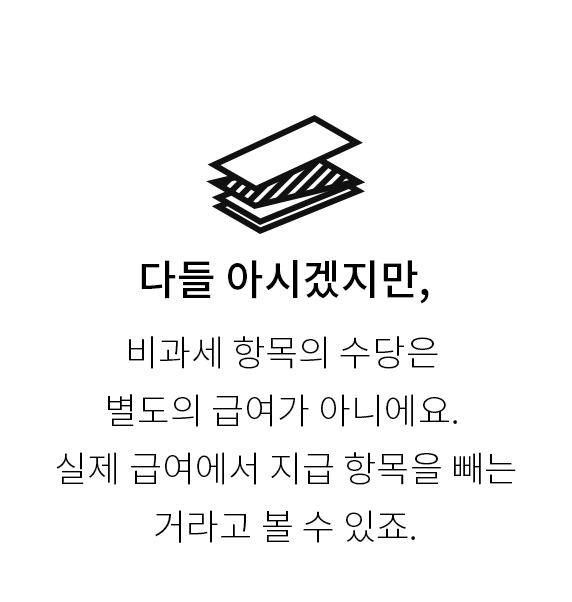 다들 아시겠지만,
비과세 항목의 수당은
별도의 급여가 아니에요.
실제 급여에서 지급 항목을 빼는
거라고 볼 수 있죠.